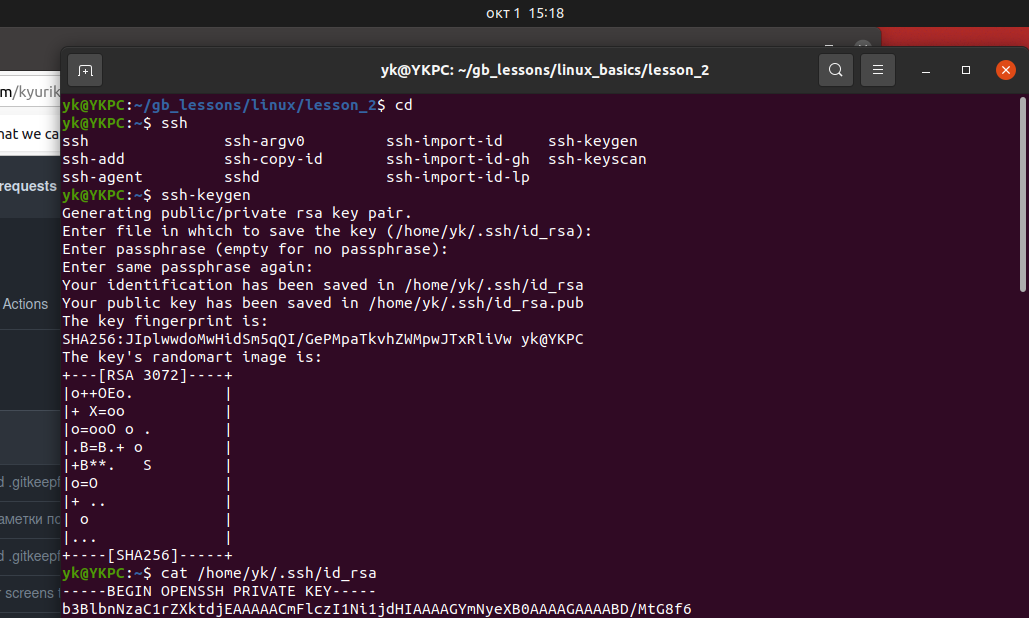 окт 1 15:18
yk@YKPC: ~/gb_lessons/linux_basics/lesson_2
m/kyurik
hat we ca
requests
Actions
d .gitkeepf
аметки по
d .gitkeepf
r screens f
yk@YKPC:~/gb_lessons/linux/lesson_2$ cd
yk@YKPC:~$ ssh
ssh ssh-argv0 ssh-import-id ssh-keygen
ssh-add ssh-copy-id ssh-import-id-gh ssh-keyscan
ssh-agent sshd ssh-import-id-lp
yk@YKPC:~$ ssh-keygen
Generating public/private rsa key pair.
Enter file in which to save the key (/home/yk/.ssh/id_rsa):
Enter passphrase (empty for no passphrase):
Enter same passphrase again:
Your identification has been saved in /home/yk/.ssh/id_rsa
Your public key has been saved in /home/yk/.ssh/id_rsa.pub
The key fingerprint is:
SHA256:JIplwwdoMwHidSm5qQI/GePMpaTkvhZWMpwJTxRliVw yk@YKPC
The key's randomart image is:
+---[RSA 3072]----+
|o++OEo.          |
|+ X=oo           |
|o=ooO o .        |
|.B=B.+ o         |
|+B**.   S        |
|o=O              |
|+ ..             |
| o               |
|...              |
+----[SHA256]-----+
yk@YKPC:~$ cat /home/yk/.ssh/id_rsa
-----BEGIN OPENSSH PRIVATE KEY-----
b3BlbnNzaC1rZXktdjEAAAAACmFlczI1Ni1jdHIAAAAGYmNyeXB0AAAAGAAAABD/MtG8f6